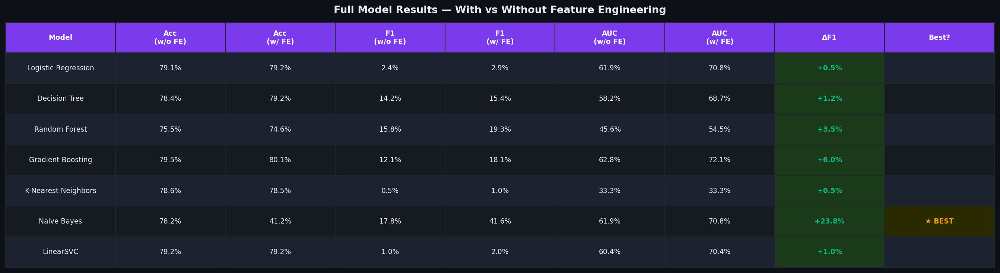 Full Model Results — With vs Without Feature Engineering
Model Acc (w/o FE) Acc (w/ FE) F1 (w/o FE) F1 (w/ FE) AUC (w/o FE) AUC (w/ FE) ΔF1 Best?
Logistic Regression 79.1% 79.2% 2.4% 2.9% 61.9% 70.8% +0.5%
Decision Tree 78.4% 79.2% 14.2% 15.4% 58.2% 68.7% +1.2%
Random Forest 75.5% 74.6% 15.8% 19.3% 45.6% 54.5% +3.5%
Gradient Boosting 79.5% 80.1% 12.1% 18.1% 62.8% 72.1% +6.0%
K-Nearest Neighbors 78.6% 78.5% 0.5% 1.0% 33.3% 33.3% +0.5%
Naive Bayes 78.2% 41.2% 17.8% 41.6% 61.9% 70.8% +23.8% ★ BEST
LinearSVC 79.2% 79.2% 1.0% 2.0% 60.4% 70.4% +1.0%